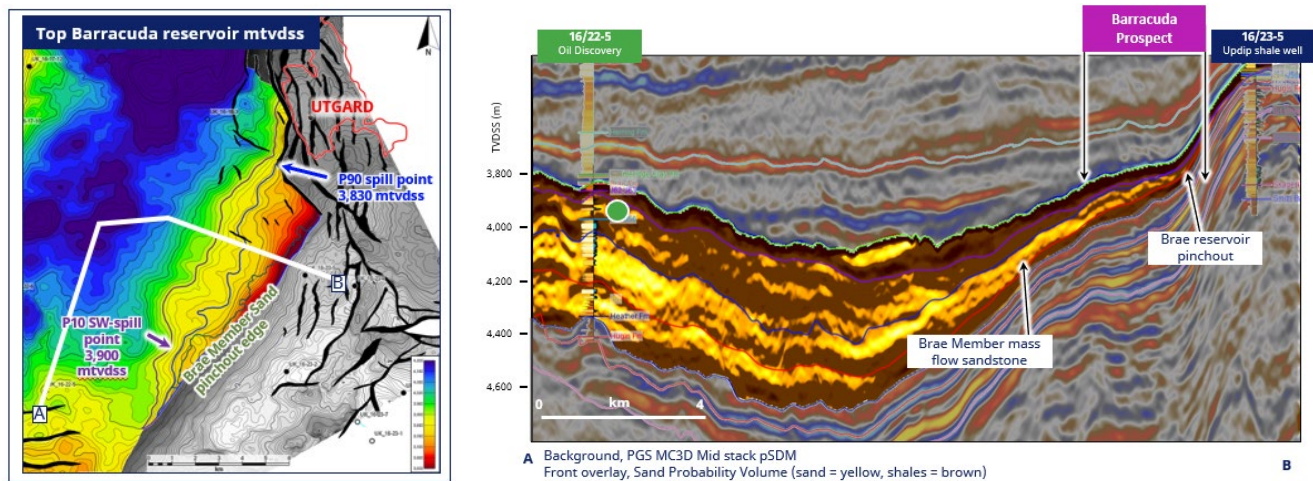 Top Barracuda reservoir mtvdss
N
UTGARD
P90 spill point
3,830 mtvdss
B
P10 SW-spill
point
3,900
mtvdss
Brae Member Sand
pinchout edge
A
km
16/22-5
Oil Discovery
Barracuda
Prospect
16/23-5
Updip shale well
TVDSS (m)
3,800
4,000
4,200
4,400
4,600
Brae reservoir
pinchout
Brae Member mass
flow sandstone
Heather Fm
0 km 4
A Background, PGS MC3D Mid stack pSDM B
Front overlay, Sand Probability Volume (sand = yellow, shales = brown)